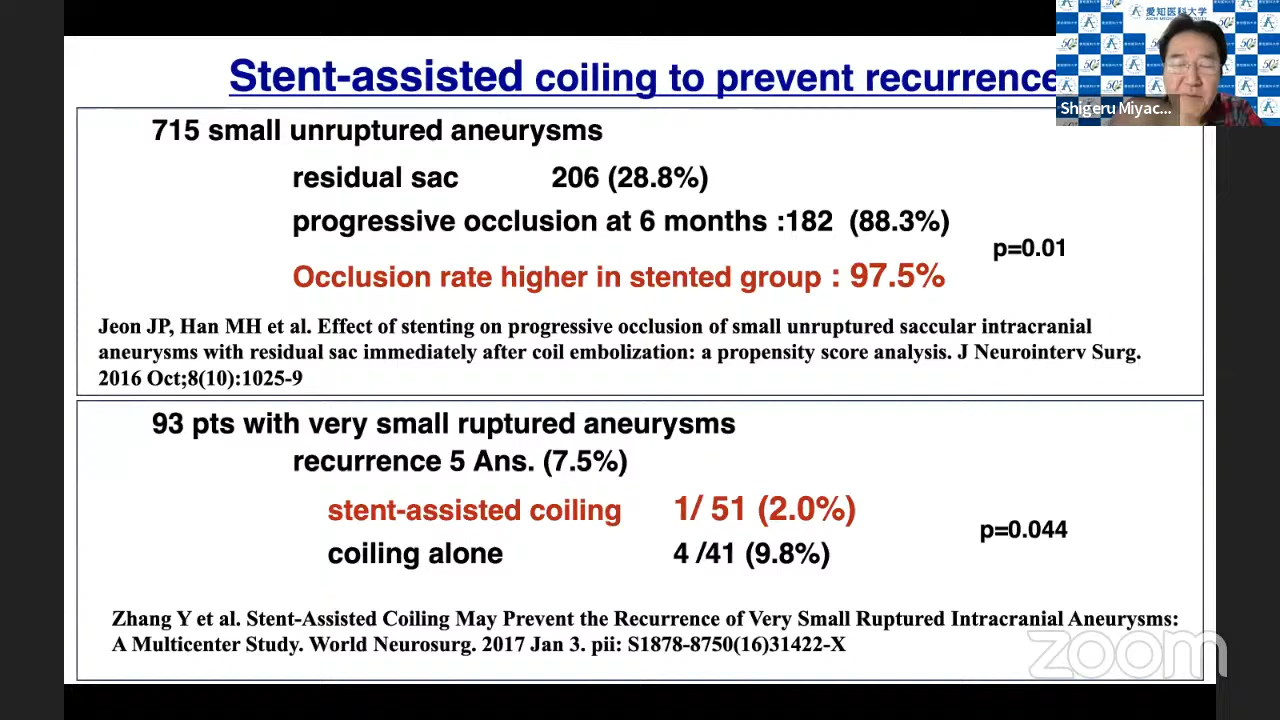 Stent-assisted coiling to prevent recurrence
愛知医科大学
Shigeru Miyac...
715 small unruptured aneurysms
residual sac 206 (28.8%)
progressive occlusion at 6 months :182 (88.3%)
p=0.01
Occlusion rate higher in stented group : 97.5%
Jeon JP, Han MH et al. Effect of stenting on progressive occlusion of small unruptured saccular intracranial
aneurysms with residual sac immediately after coil embolization: a propensity score analysis. J Neurointerv Surg.
2016 Oct;8(10):1025-9
93 pts with very small ruptured aneurysms
recurrence 5 Ans. (7.5%)
stent-assisted coiling 1/ 51 (2.0%)
p=0.044
coiling alone 4 /41 (9.8%)
Zhang Y et al. Stent-Assisted Coiling May Prevent the Recurrence of Very Small Ruptured Intracranial Aneurysms:
A Multicenter Study. World Neurosurg. 2017 Jan 3. pii: S1878-8750(16)31422-X
zoom